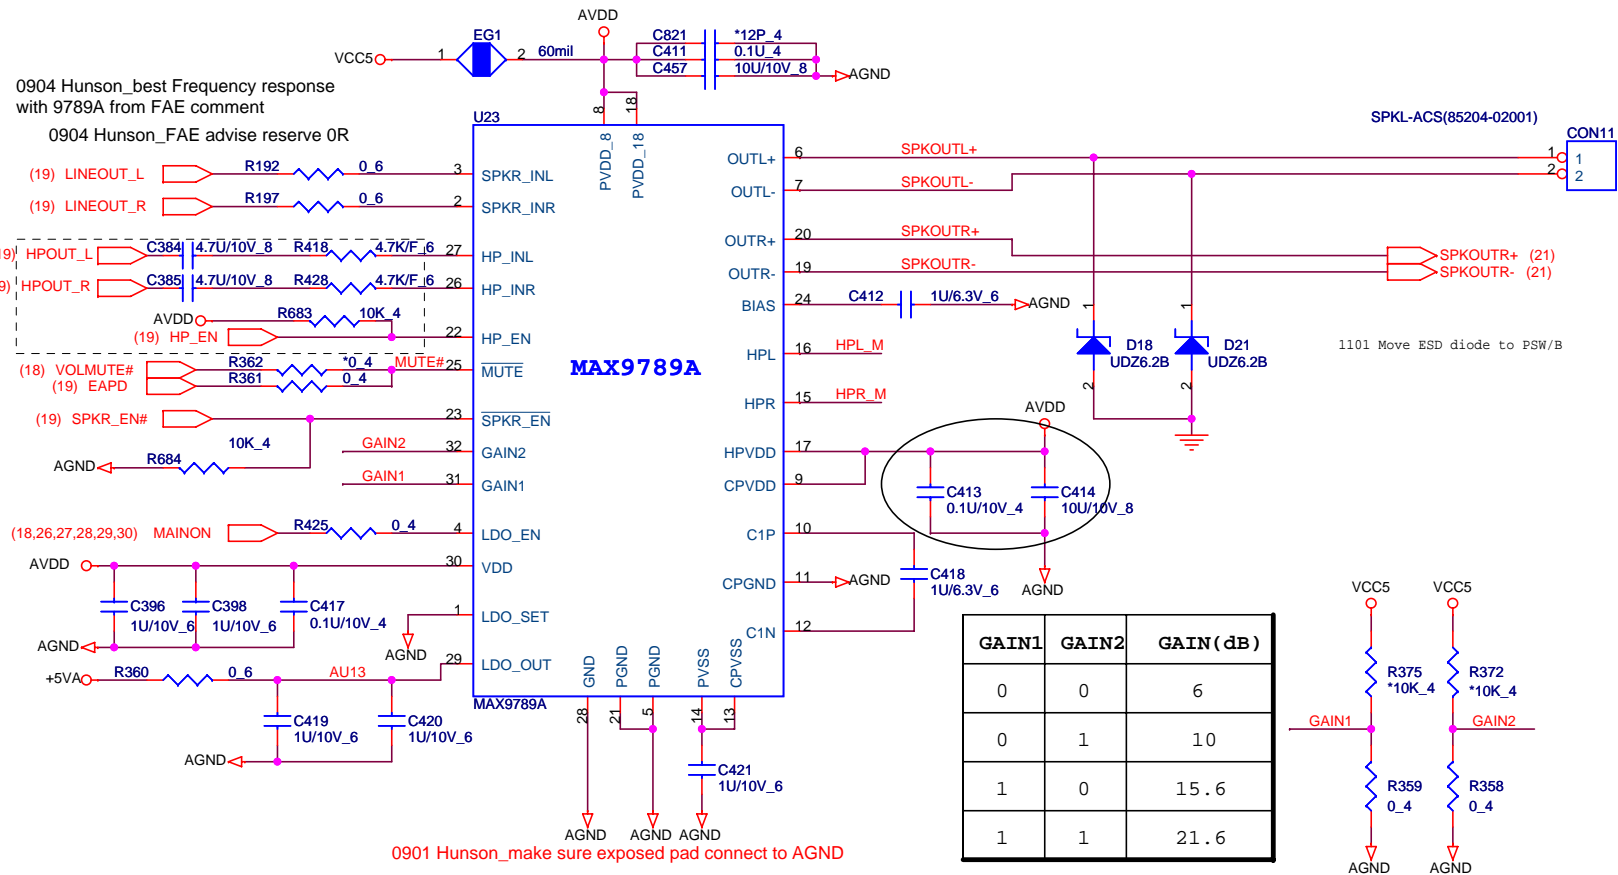 AVDD
EG1
VCC5
1
2
60mil
C821
*12P_4
C411
0.1U_4
C457
10U/10V_8
AGND
0904 Hunson_best Frequency response
with 9789A from FAE comment
0904 Hunson_FAE advise reserve 0R
U23
8
18
PVDD_8
PVDD_18
SPKL-ACS(85204-02001)
CON11
1
2
1
2
(19) LINEOUT_L
R192
0_6
3
SPKR_INL
(19) LINEOUT_R
R197
0_6
2
SPKR_INR
9) HPOUT_L
C384
4.7U/10V_8
R418
4.7K/F_6
27
HP_INL
9) HPOUT_R
C385
4.7U/10V_8
R428
4.7K/F_6
26
HP_INR
AVDD
R683
10K_4
(19) HP_EN
22
HP_EN
(18) VOLMUTE#
R362
*0_4
MUTE#
25
MUTE
(19) EAPD
R361
0_4
(19) SPKR_EN#
23
SPKR_EN
10K_4
AGND
R684
GAIN2
32
GAIN2
GAIN1
31
GAIN1
(18,26,27,28,29,30) MAINON
R425
0_4
4
LDO_EN
AVDD
30
VDD
C396
1U/10V_6
C398
1U/10V_6
C417
0.1U/10V_4
AGND
1
LDO_SET
AGND
+5VA
R360
0_6
AU13
29
LDO_OUT
C419
1U/10V_6
C420
1U/10V_6
AGND
MAX9789A
MAX9789A
OUTL+
6
SPKOUTL+
OUTL-
7
SPKOUTL-
OUTR+
20
SPKOUTR+
SPKOUTR+ (21)
OUTR-
19
SPKOUTR-
SPKOUTR- (21)
BIAS
24
C412
1U/6.3V_6
AGND
HPL
16
HPL_M
HPR
15
HPR_M
1
D18
UDZ6.2B
2
1
D21
UDZ6.2B
2
1101 Move ESD diode to PSW/B
AVDD
HPVDD
17
CPVDD
9
C413
0.1U/10V_4
C414
10U/10V_8
AGND
C1P
10
CPGND
11
AGND
C418
1U/6.3V_6
C1N
12
GND
PGND
PGND
PVSS
CPVSS
28
21
5
14
13
C421
1U/10V_6
AGND
AGND
AGND
0901 Hunson_make sure exposed pad connect to AGND
GAIN1 GAIN2 GAIN(dB)
0 0 6
0 1 10
1 0 15.6
1 1 21.6
VCC5
VCC5
R375
*10K_4
R372
*10K_4
GAIN1
GAIN2
R359
0_4
R358
0_4
AGND
AGND